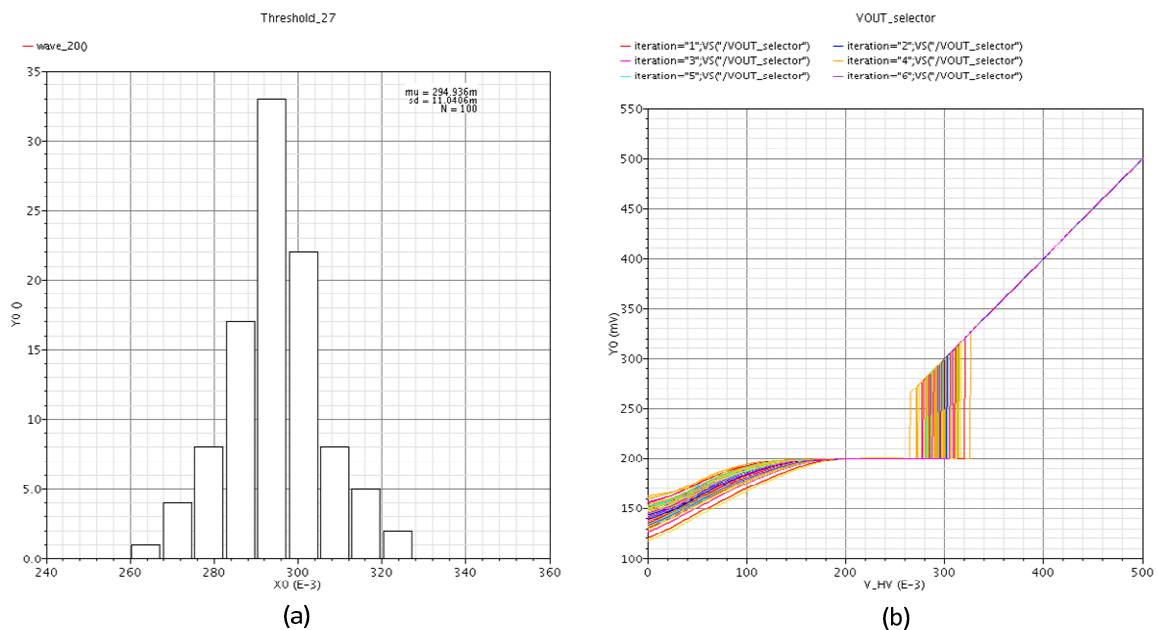 Threshold_27
wave_20()
mu = 294.936m
sd = 11.0406m
N = 100
35
30
25
20
15
10
5.0
0.0
Y0 ()
240
260
280
300
320
340
360
X0 (E-3)
(a)
VOUT_selector
iteration="1";VS("/VOUT_selector")
iteration="2";VS("/VOUT_selector")
iteration="3";VS("/VOUT_selector")
iteration="4";VS("/VOUT_selector")
iteration="5";VS("/VOUT_selector")
iteration="6";VS("/VOUT_selector")
550
500
450
400
350
300
250
200
150
100
Y0 (mV)
0
100
200
300
400
500
V_HV (E-3)
(b)